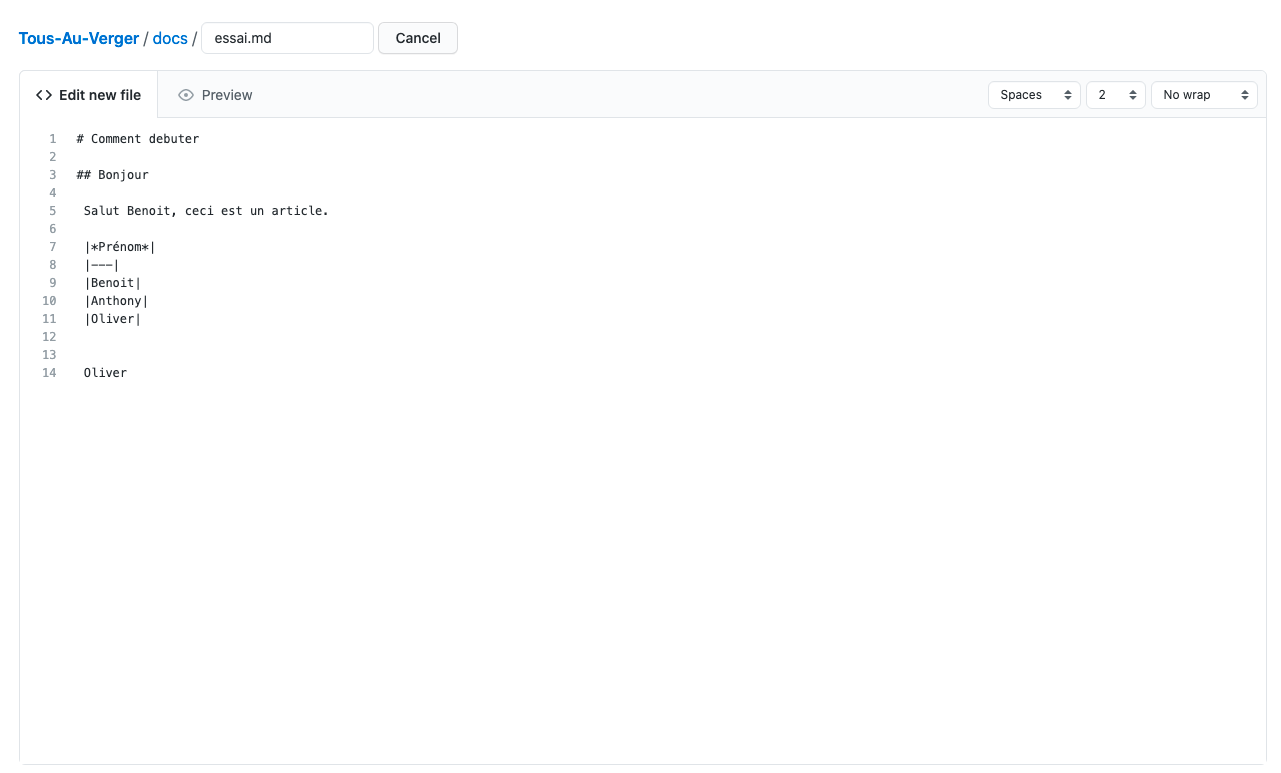 Tous-Au-Verger / docs / essai.md Cancel
<> Edit new file Preview Spaces 2 No wrap
1 # Comment debuter
2
3 ## Bonjour
4
5 Salut Benoit, ceci est un article.
6
7 |*Prénom*|
8 |---|
9 |Benoit|
10 |Anthony|
11 |Oliver|
12
13
14 Oliver